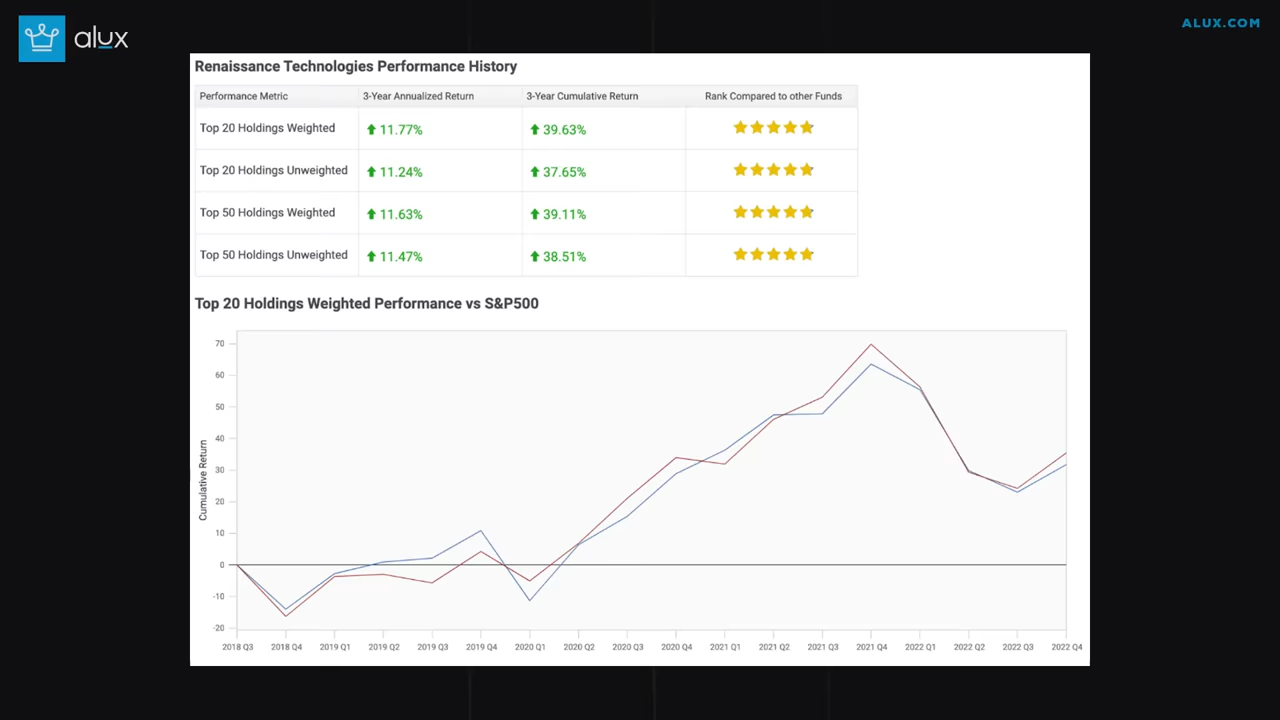 alux
ALUX.COM
Renaissance Technologies Performance History
Performance Metric 3-Year Annualized Return 3-Year Cumulative Return Rank Compared to other Funds
Top 20 Holdings Weighted 11.77% 39.63%
Top 20 Holdings Unweighted 11.24% 37.65%
Top 50 Holdings Weighted 11.63% 39.11%
Top 50 Holdings Unweighted 11.47% 38.51%
Top 20 Holdings Weighted Performance vs S&P500
Cumulative Return
70
60
50
40
30
20
10
0
-10
-20
2018 Q3 2018 Q4 2019 Q1 2019 Q2 2019 Q3 2019 Q4 2020 Q1 2020 Q2 2020 Q3 2020 Q4 2021 Q1 2021 Q2 2021 Q3 2021 Q4 2022 Q1 2022 Q2 2022 Q3 2022 Q4